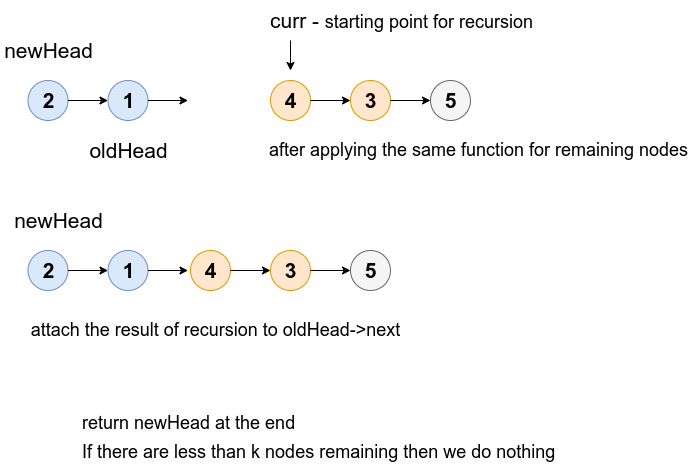 curr - starting point for recursion
newHead
2 1 4 3 5
oldHead
after applying the same function for remaining nodes
newHead
2 1 4 3 5
attach the result of recursion to oldHead->next
return newHead at the end
If there are less than k nodes remaining then we do nothing